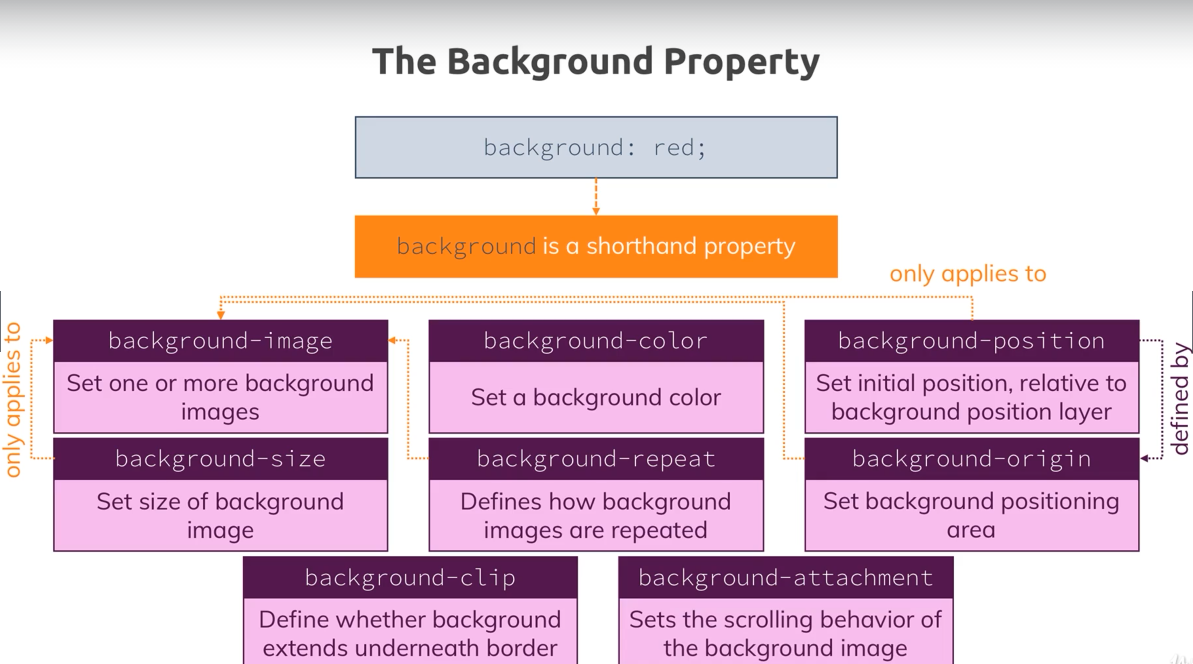 The Background Property
background: red;
background is a shorthand property
only applies to
only applies to
background-image
Set one or more background
images
background-color
Set a background color
background-position
Set initial position, relative to
background position layer
defined by
background-size
Set size of background
image
background-repeat
Defines how background
images are repeated
background-origin
Set background positioning
area
background-clip
Define whether background
extends underneath border
background-attachment
Sets the scrolling behavior of
the background image